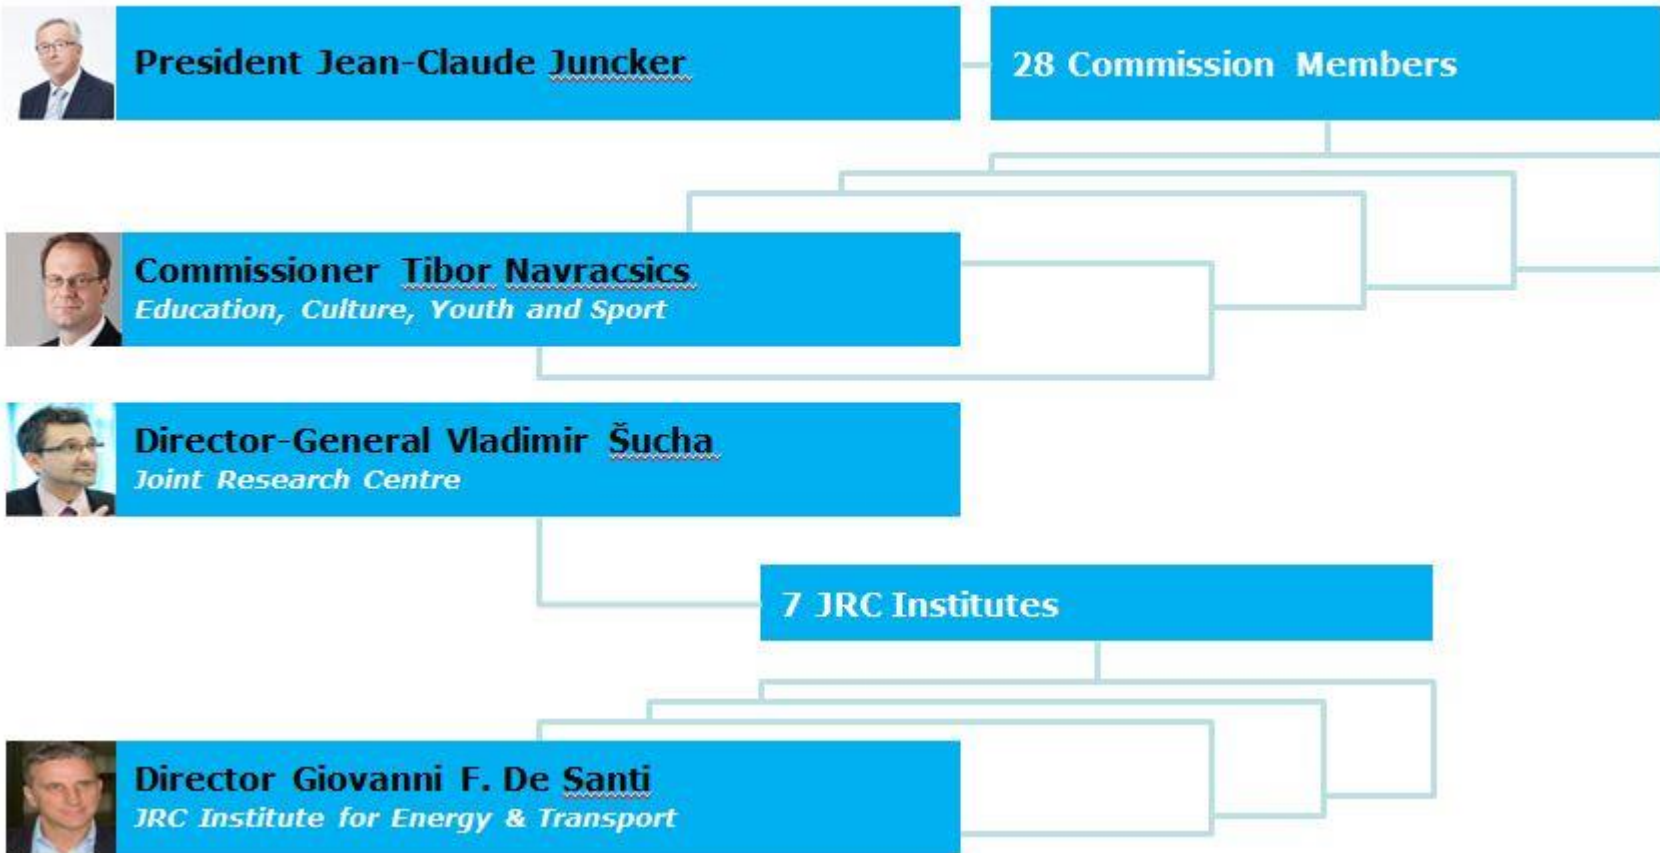 President Jean-Claude Juncker
28 Commission Members
Commissioner Tibor Navracsics
Education, Culture, Youth and Sport
Director-General Vladimir Šucha
Joint Research Centre
7 JRC Institutes
Director Giovanni F. De Santi
JRC Institute for Energy & Transport